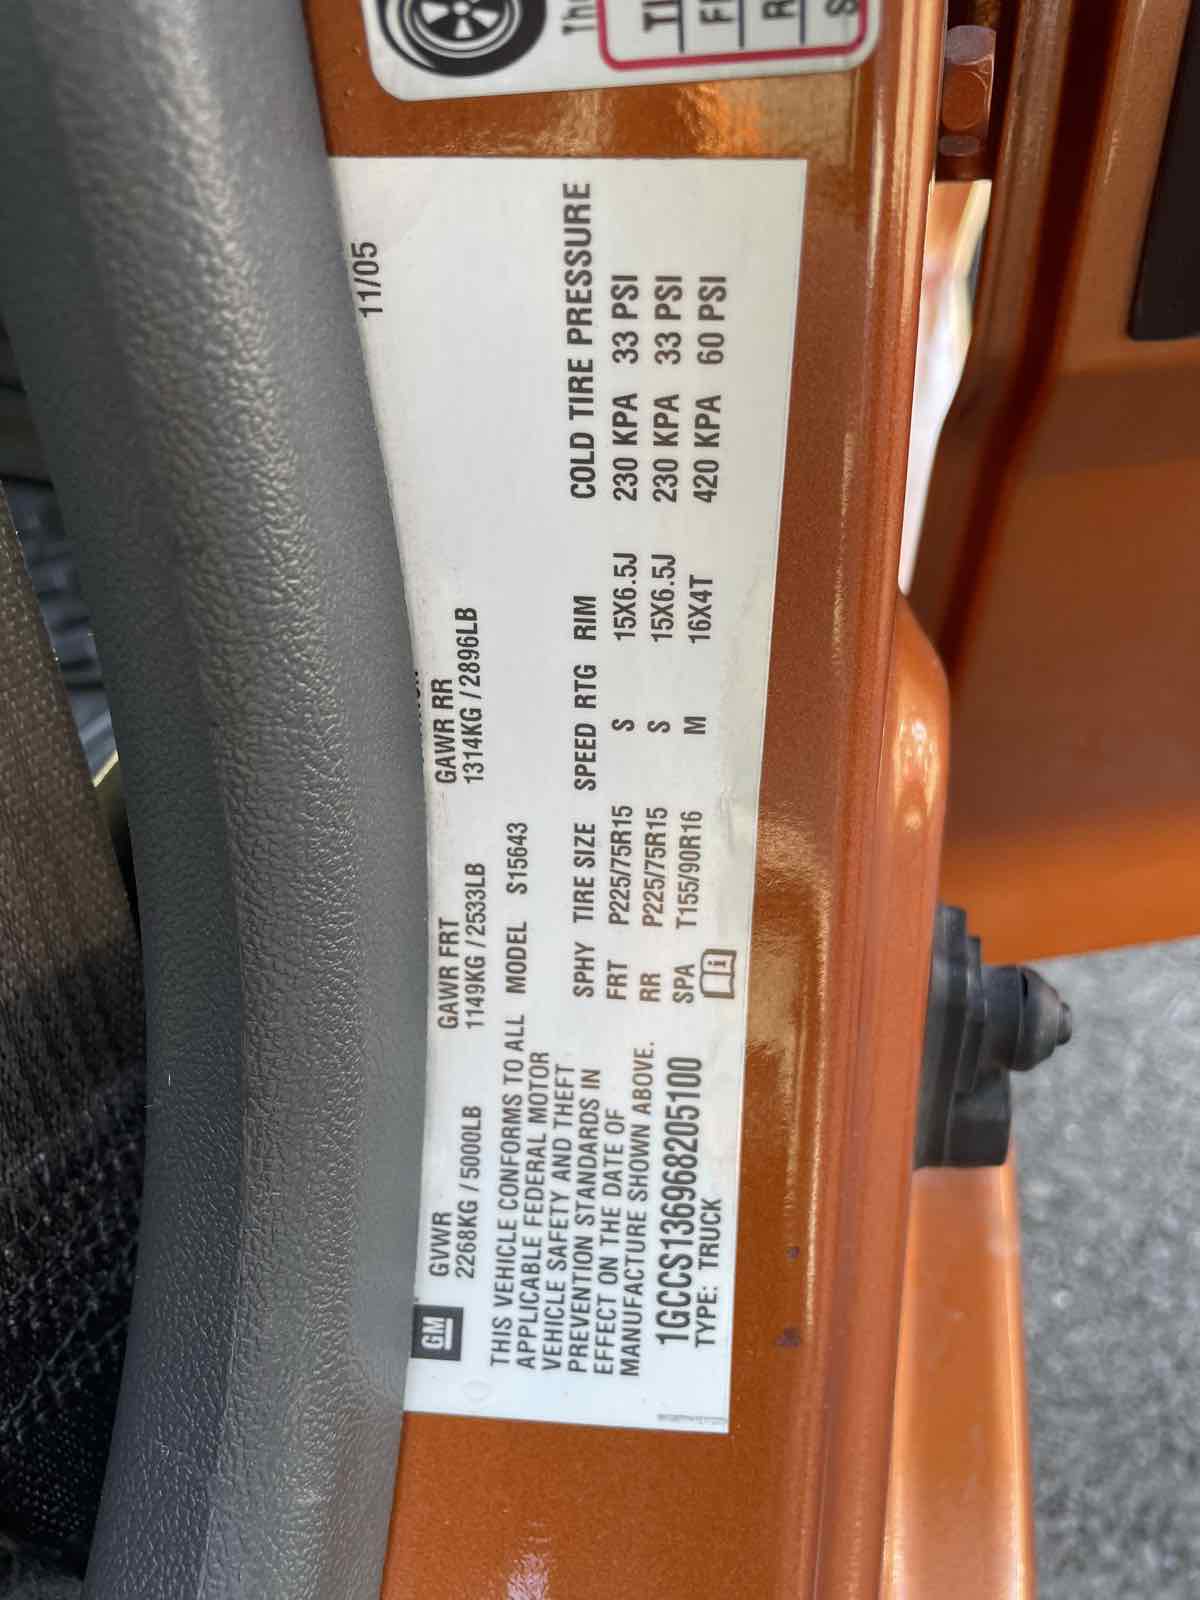 11/05
GM
GVWR GAWR FRT GAWR RR
2268KG / 5000LB 1149KG / 2533LB 1314KG / 2896LB
THIS VEHICLE CONFORMS TO ALL
APPLICABLE FEDERAL MOTOR
VEHICLE SAFETY AND THEFT
PREVENTION STANDARDS IN
EFFECT ON THE DATE OF
MANUFACTURE SHOWN ABOVE.
1GCCS136968205100
TYPE: TRUCK
MODEL S15643
SPHY TIRE SIZE SPEED RTG RIM COLD TIRE PRESSURE
FRT P225/75R15 S 15X6.5J 230 KPA 33 PSI
RR P225/75R15 S 15X6.5J 230 KPA 33 PSI
SPA T155/90R16 M 16X4T 420 KPA 60 PSI